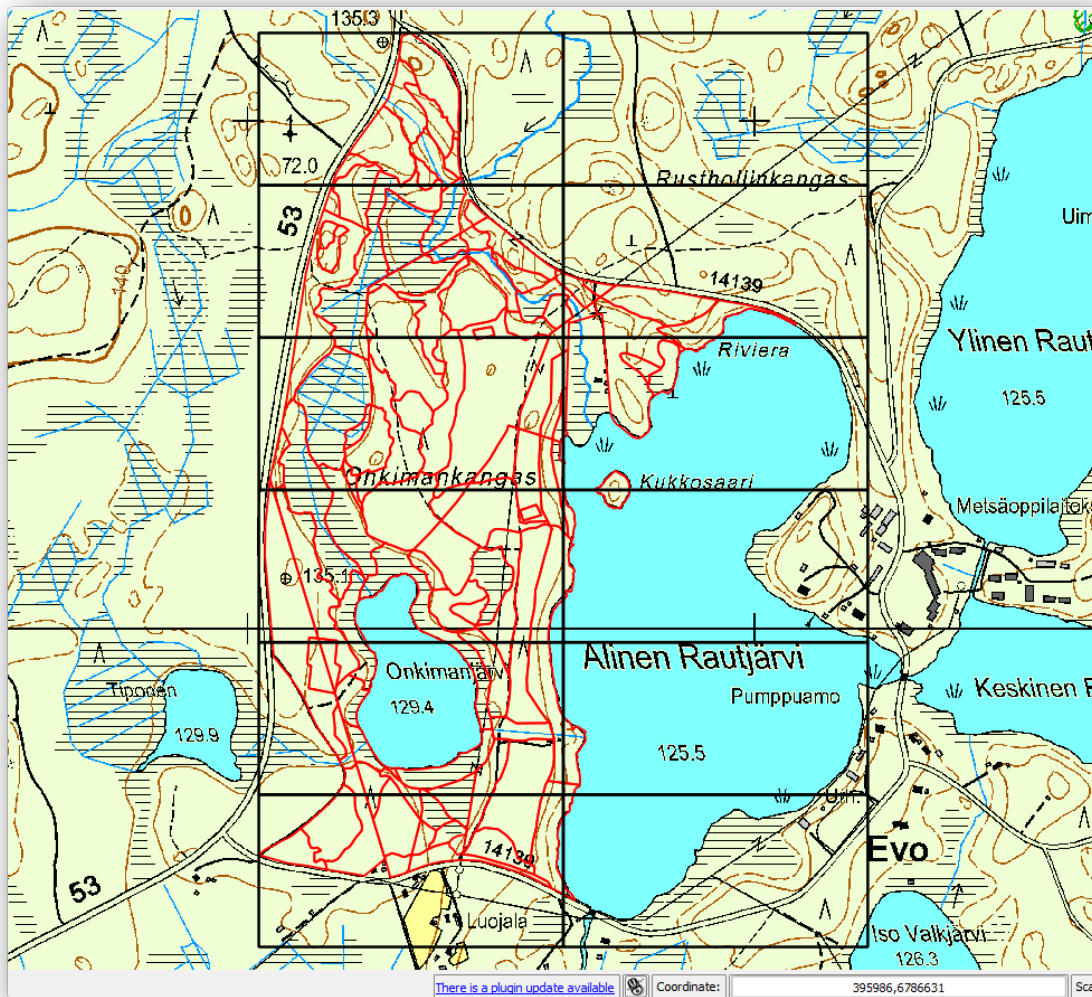 135.3
72.0
Rusthollinkangas
53
140
14139
Riviera
Ylinen Raut
125.5
Onkimankangas
Kukkosaari
Metsäoppilaitok
135.1
Alinen Rautjärvi
Onkimanjärvi
Tiponen
129.4
Pumppuamo
Keskinen R
129.9
125.5
14139
Evo
53
Luojala
Iso Valkjärvi
126.3
There is a plugin update available
Coordinate:
395986,6786631